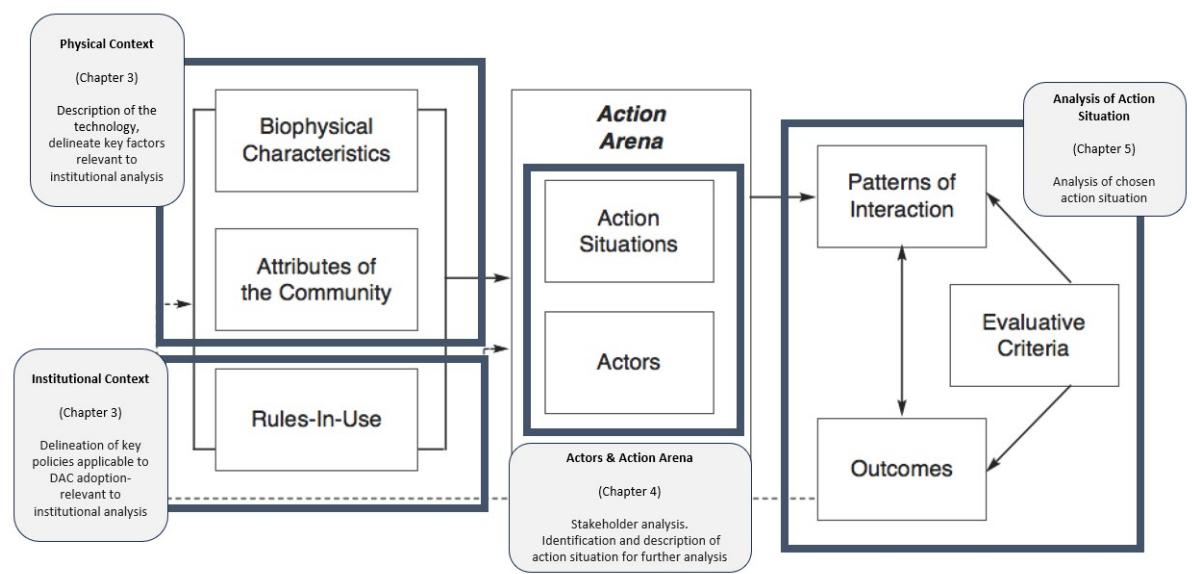 Physical Context
(Chapter 3)
Description of the
technology,
delineate key factors
relevant to
institutional analysis
Biophysical
Characteristics
Attributes of
the Community
Institutional Context
(Chapter 3)
Delineation of key
policies applicable to
DAC adoption-
relevant to
institutional analysis
Rules-In-Use
Action
Arena
Action
Situations
Actors
Actors & Action Arena
(Chapter 4)
Stakeholder analysis.
Identification and description of
action situation for further analysis
Analysis of Action
Situation
(Chapter 5)
Analysis of chosen
action situation
Patterns of
Interaction
Evaluative
Criteria
Outcomes